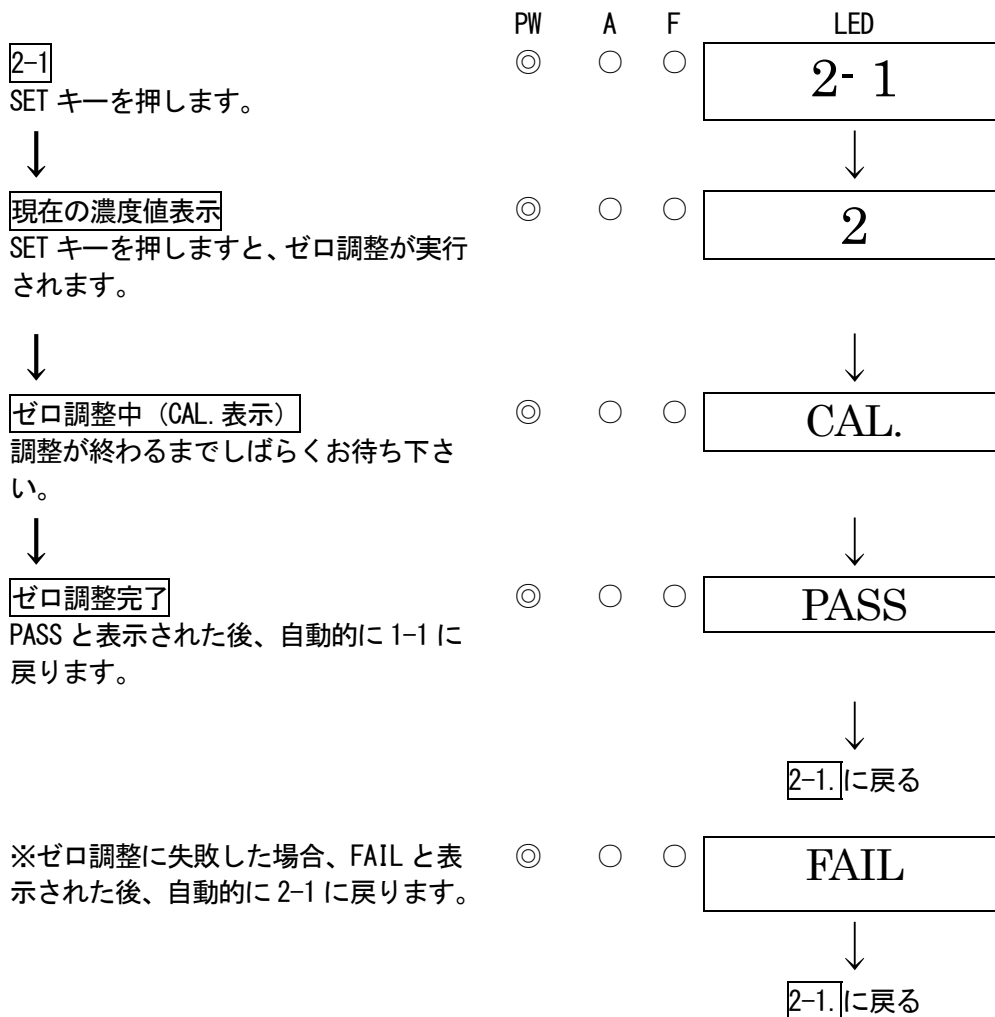 PW A F LED
2-1 ◎ ○ ○ 2- 1
SET キーを押します。
↓ ↓
現在の濃度値表示 ◎ ○ ○ 2
SET キーを押しますと、ゼロ調整が実行
されます。
↓ ↓
ゼロ調整中（CAL.表示） ◎ ○ ○ CAL.
調整が終わるまでしばらくお待ち下さ
い。
↓ ↓
ゼロ調整完了 ◎ ○ ○ PASS
PASS と表示された後、自動的に 1-1 に
戻ります。
↓
2-1.に戻る
※ゼロ調整に失敗した場合、FAIL と表 ◎ ○ ○ FAIL
示された後、自動的に 2-1 に戻ります。
↓
2-1.に戻る